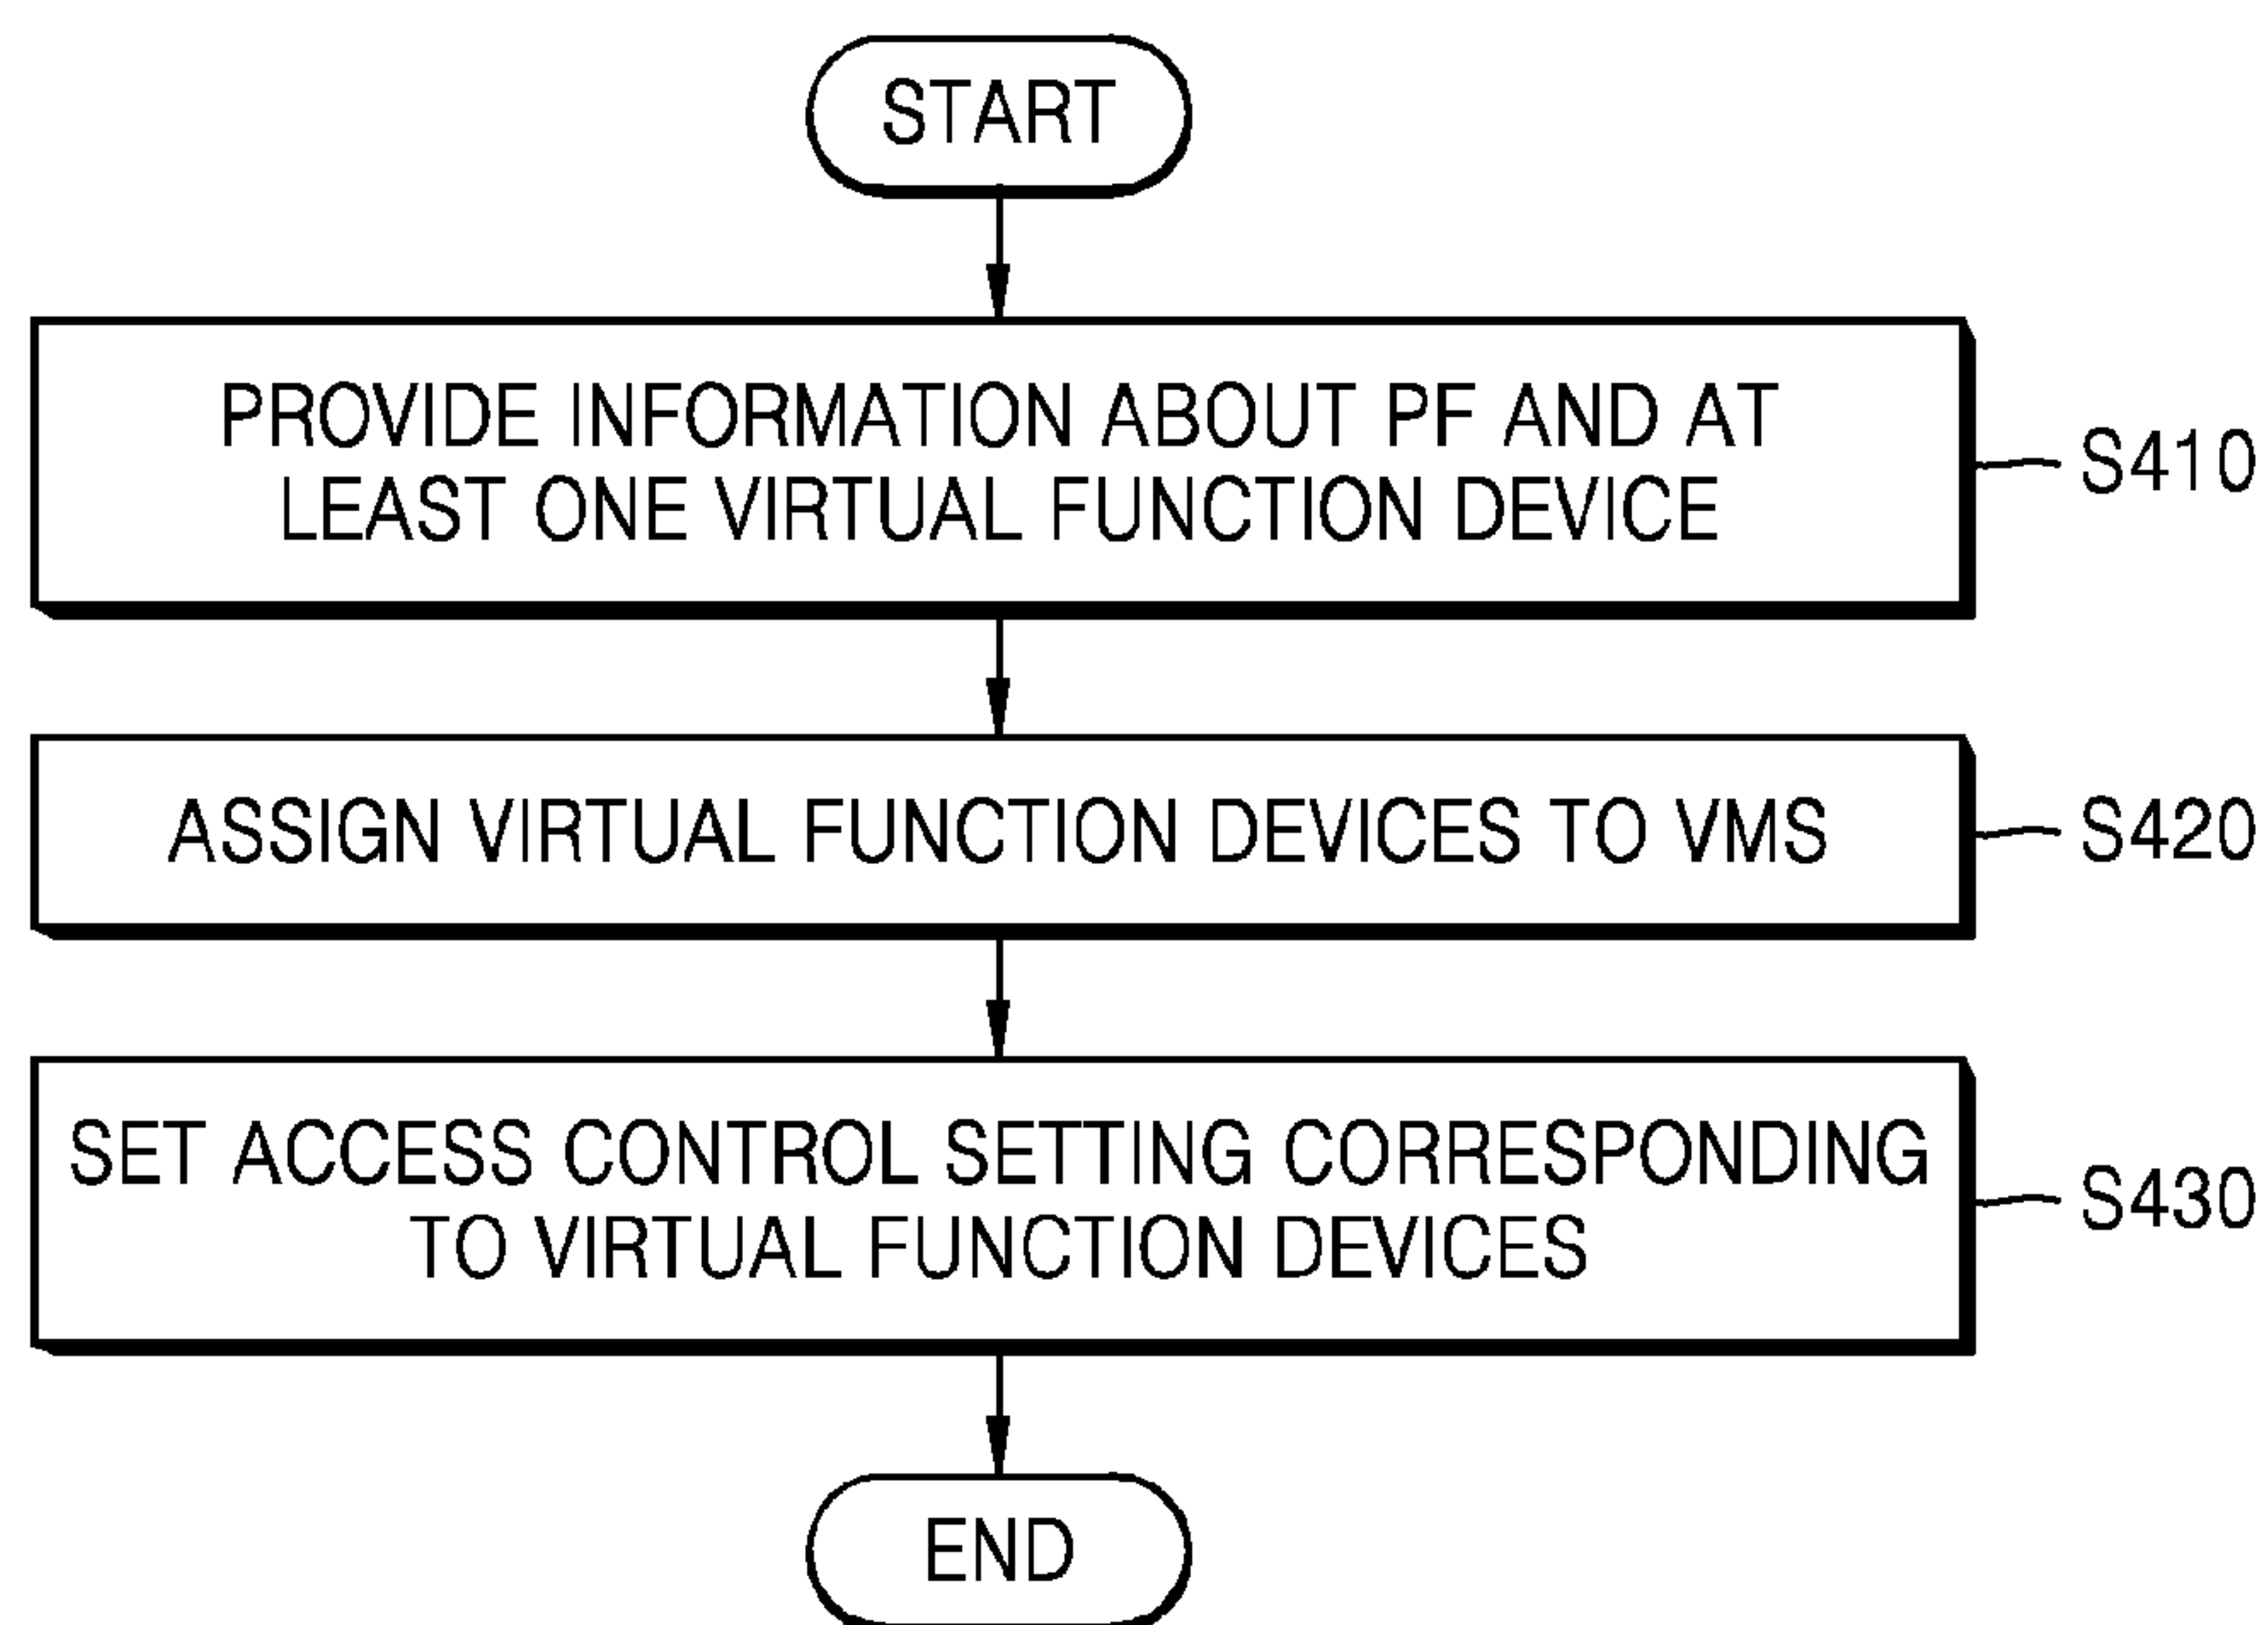 START
PROVIDE INFORMATION ABOUT PF AND AT
LEAST ONE VIRTUAL FUNCTION DEVICE
S410
ASSIGN VIRTUAL FUNCTION DEVICES TO VMS
S420
SET ACCESS CONTROL SETTING CORRESPONDING
TO VIRTUAL FUNCTION DEVICES
S430
END